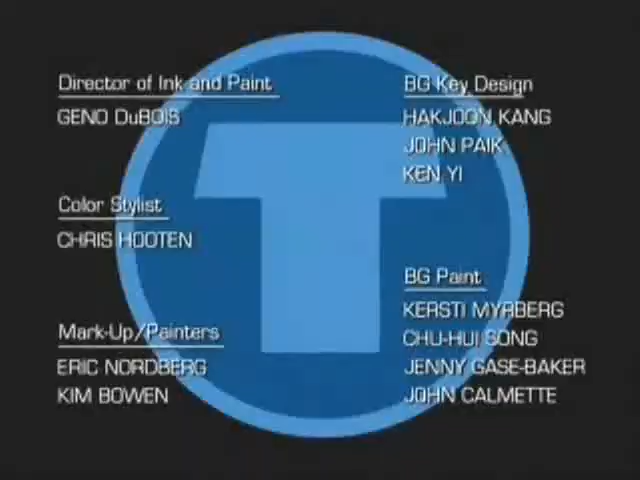 Director of Ink and Paint
GENO DuBOIS
Color Stylist
CHRIS HOOTEN
Mark-Up/Painters
ERIC NORDBERG
KIM BOWEN
BG Key Design
HAKJOON KANG
JOHN PAIK
KEN YI
BG Paint
KERSTI MYRBERG
CHU-HUI SONG
JENNY GASE-BAKER
JOHN CALMETTE
T